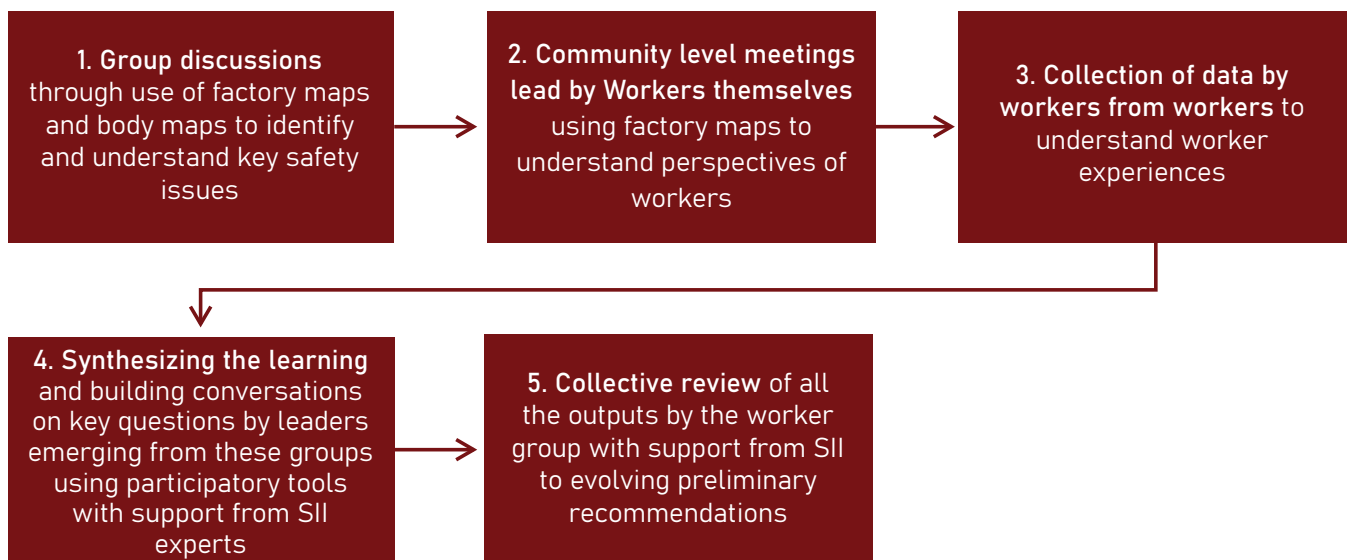 1. Group discussions
through use of factory maps
and body maps to identify
and understand key safety
issues
2. Community level meetings
lead by Workers themselves
using factory maps to
understand perspectives of
workers
3. Collection of data by
workers from workers to
understand worker
experiences
4. Synthesizing the learning
and building conversations
on key questions by leaders
emerging from these groups
using participatory tools
with support from SII
experts
5. Collective review of all
the outputs by the worker
group with support from SII
to evolving preliminary
recommendations